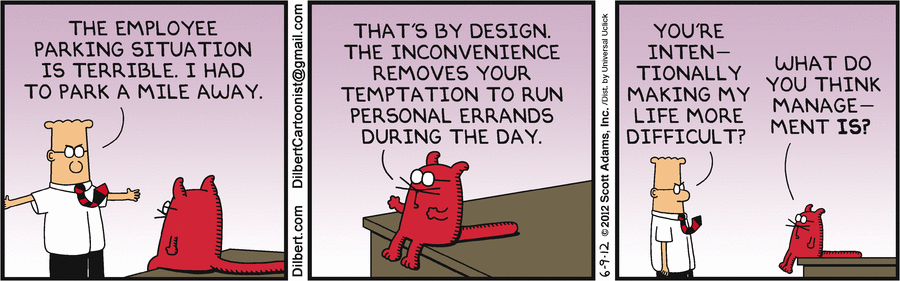 THE EMPLOYEE
PARKING SITUATION
IS TERRIBLE. I HAD
TO PARK A MILE AWAY.
Dilbert.com DilbertCartoonist@gmail.com
THAT'S BY DESIGN.
THE INCONVENIENCE
REMOVES YOUR
TEMPTATION TO RUN
PERSONAL ERRANDS
DURING THE DAY.
6-9-12 © 2012 Scott Adams, Inc. /Dist. by Universal Uclick
YOU'RE
INTEN-
TIONALLY
MAKING MY
LIFE MORE
DIFFICULT?
WHAT DO
YOU THINK
MANAGE-
MENT IS?